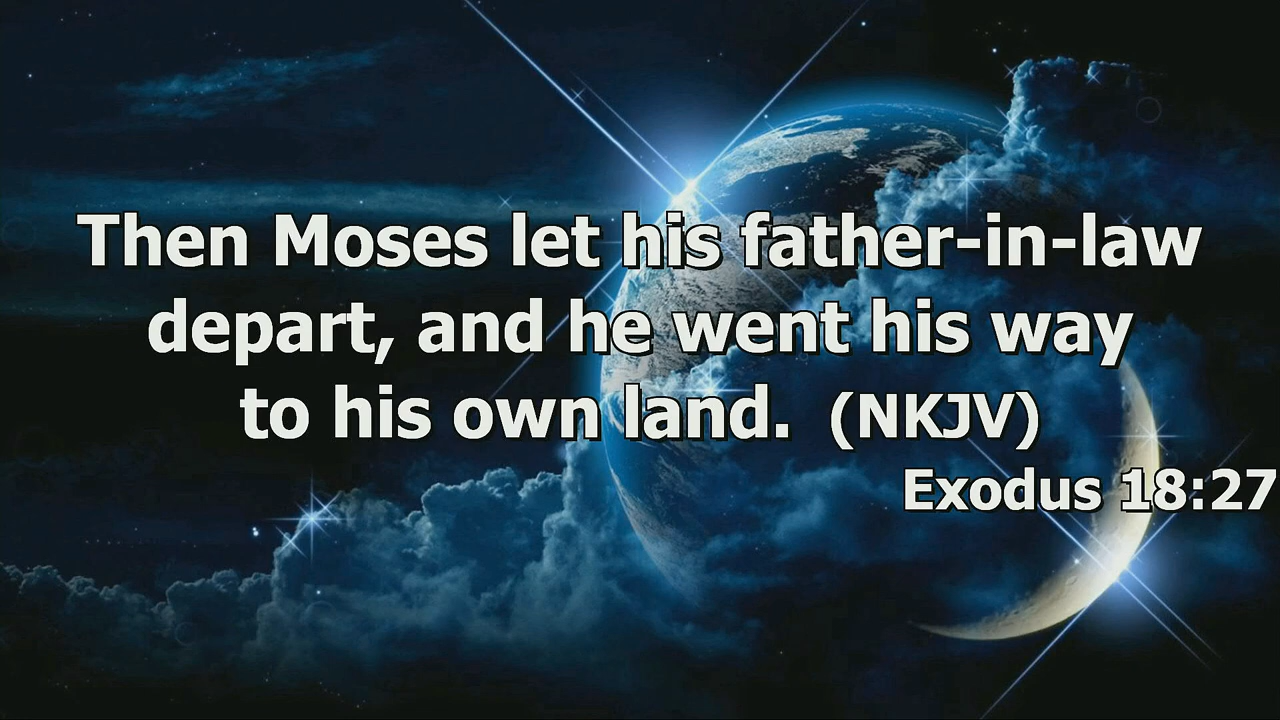 Then Moses let his father-in-law
depart, and he went his way
to his own land. (NKJV)
Exodus 18:27